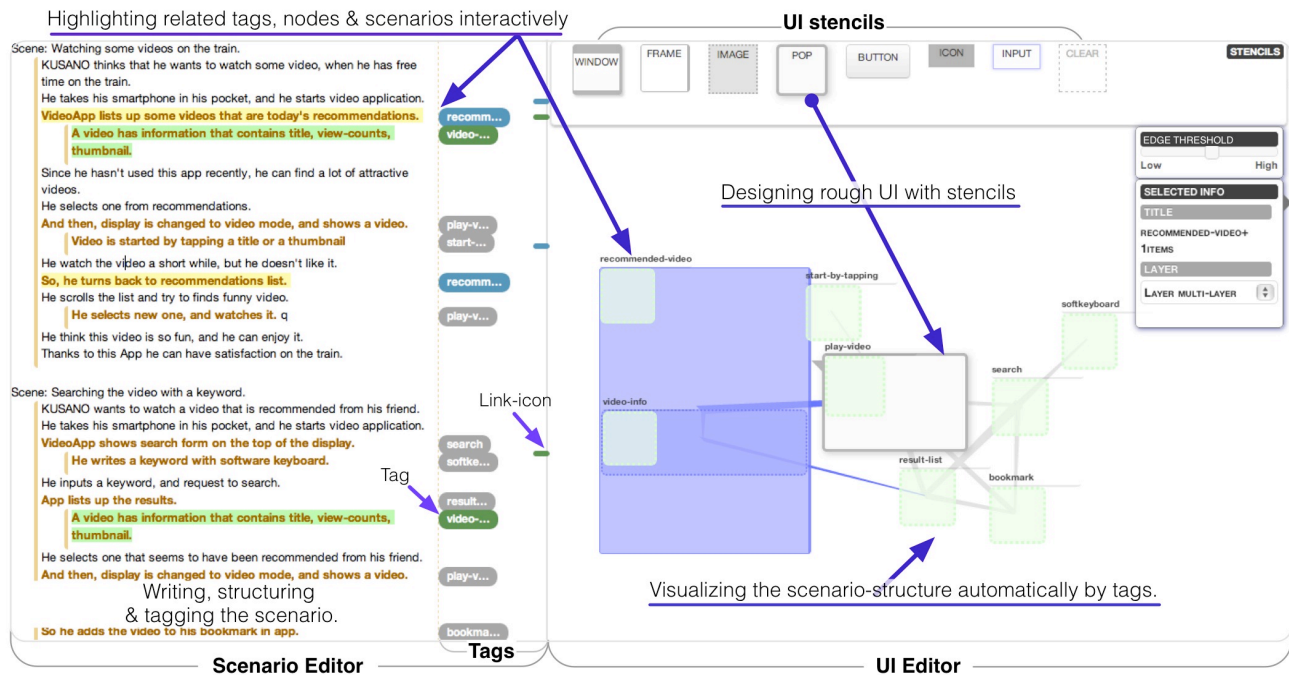 Highlighting related tags, nodes & scenarios interactively
UI stencils
Scene: Watching some videos on the train.
KUSANO thinks that he wants to watch some video, when he has free
time on the train.
He takes his smartphone in his pocket, and he starts video application.
VideoApp lists up some videos that are today's recommendations.
A video has information that contains title, view-counts,
thumbnail.
Since he hasn't used this app recently, he can find a lot of attractive
videos.
He selects one from recommendations.
And then, display is changed to video mode, and shows a video.
Video is started by tapping a title or a thumbnail
He watch the video a short while, but he doesn't like it.
So, he turns back to recommendations list.
He scrolls the list and try to finds funny video.
He selects new one, and watches it. q
He think this video is so fun, and he can enjoy it.
Thanks to this App he can have satisfaction on the train.
Scene: Searching the video with a keyword.
KUSANO wants to watch a video that is recommended from his friend.
He takes his smartphone in his pocket, and he starts video application.
VideoApp shows search form on the top of the display.
He writes a keyword with software keyboard.
He inputs a keyword, and request to search.
App lists up the results.
A video has information that contains title, view-counts,
thumbnail.
He selects one that seems to have been recommended from his friend.
And then, display is changed to video mode, and shows a video.
Writing, structuring
& tagging the scenario.
So he adds the video to his bookmark in app.
recomm...
video-...
play-v...
start-...
recomm...
play-v...
search
softke...
result...
video-...
play-v...
bookma...
Link-icon
Tag
Tags
Scenario Editor
WINDOW
FRAME
IMAGE
POP
BUTTON
ICON
INPUT
CLEAR
STENCILS
EDGE THRESHOLD
Low
High
SELECTED INFO
TITLE
RECOMMENDED-VIDEO+
1ITEMS
LAYER
LAYER MULTI-LAYER
Designing rough UI with stencils
recommended-video
start-by-tapping
softkeyboard
play-video
search
video-info
result-list
bookmark
Visualizing the scenario-structure automatically by tags.
UI Editor